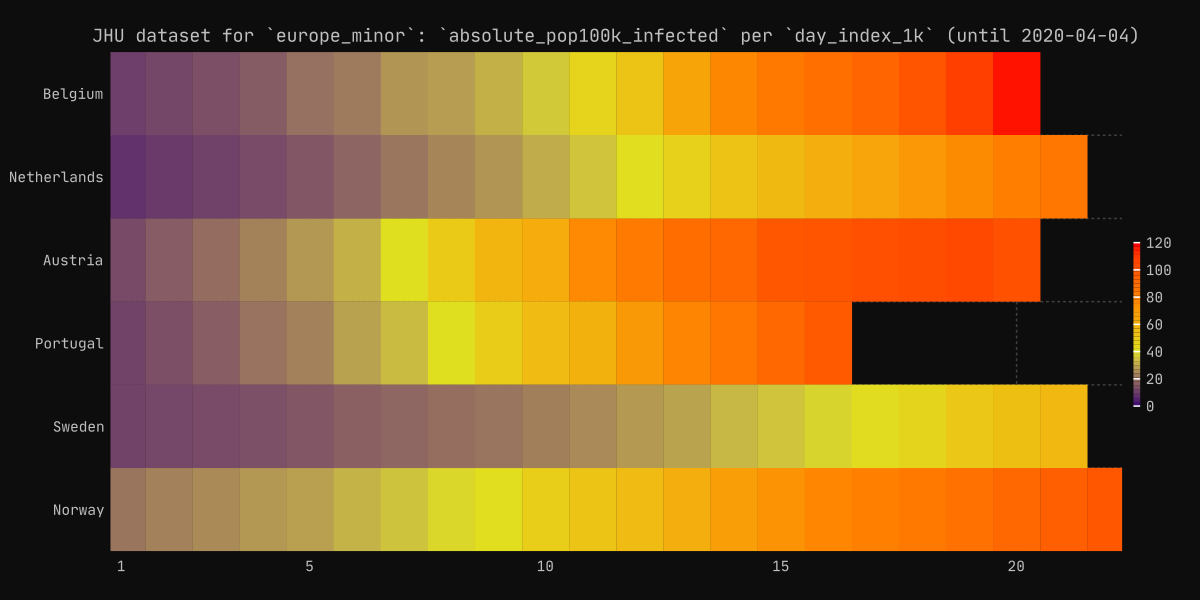 JHU dataset for `europe_minor`: `absolute_pop100k_infected` per `day_index_1k` (until 2020-04-04)
Belgium
Netherlands
Austria
Portugal
Sweden
Norway
1 5 10 15 20
120
100
80
60
40
20
0